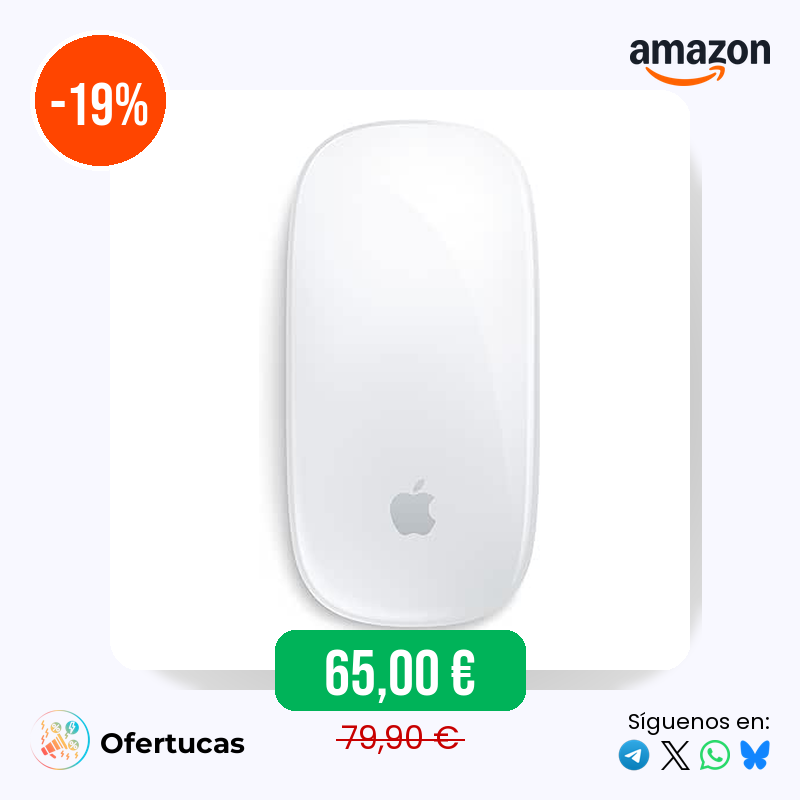 -19%
amazon
65,00 €
79,90 €
Ofertucas
Síguenos en: